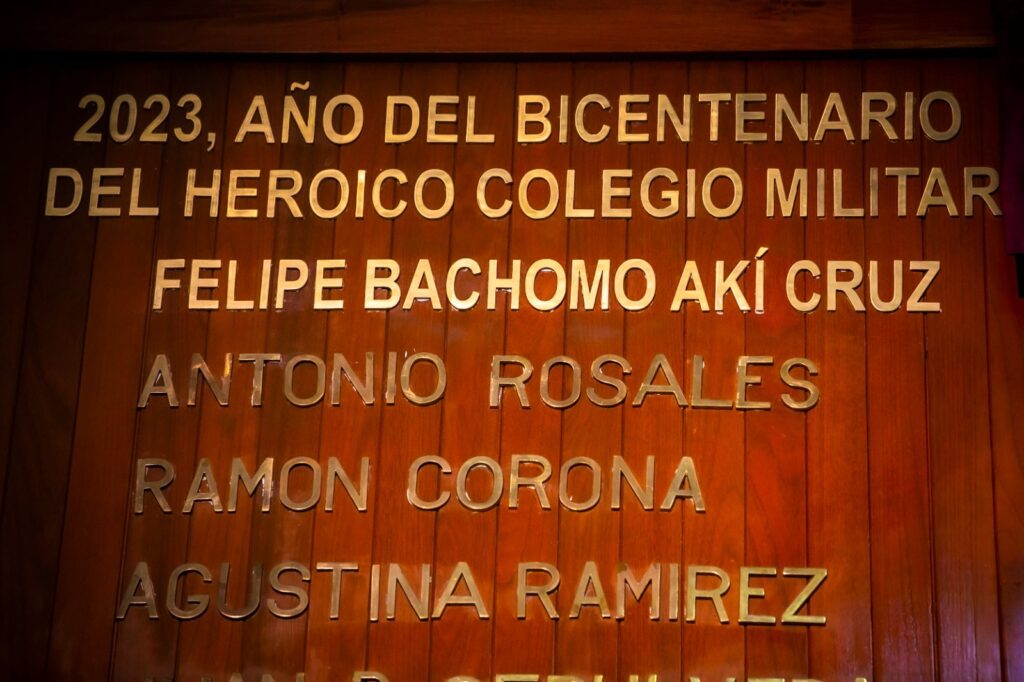 2023, AÑO DEL BICENTENARIO
DEL HEROICO COLEGIO MILITAR
FELIPE BACHOMO AKÍ CRUZ
ANTONIO ROSALES
RAMON CORONA
AGUSTINA RAMIREZ